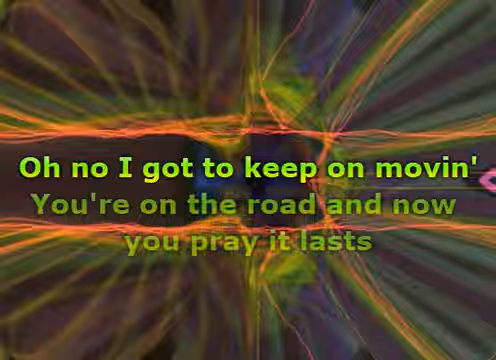 Oh no I got to keep on movin'
You're on the road and now
you pray it lasts